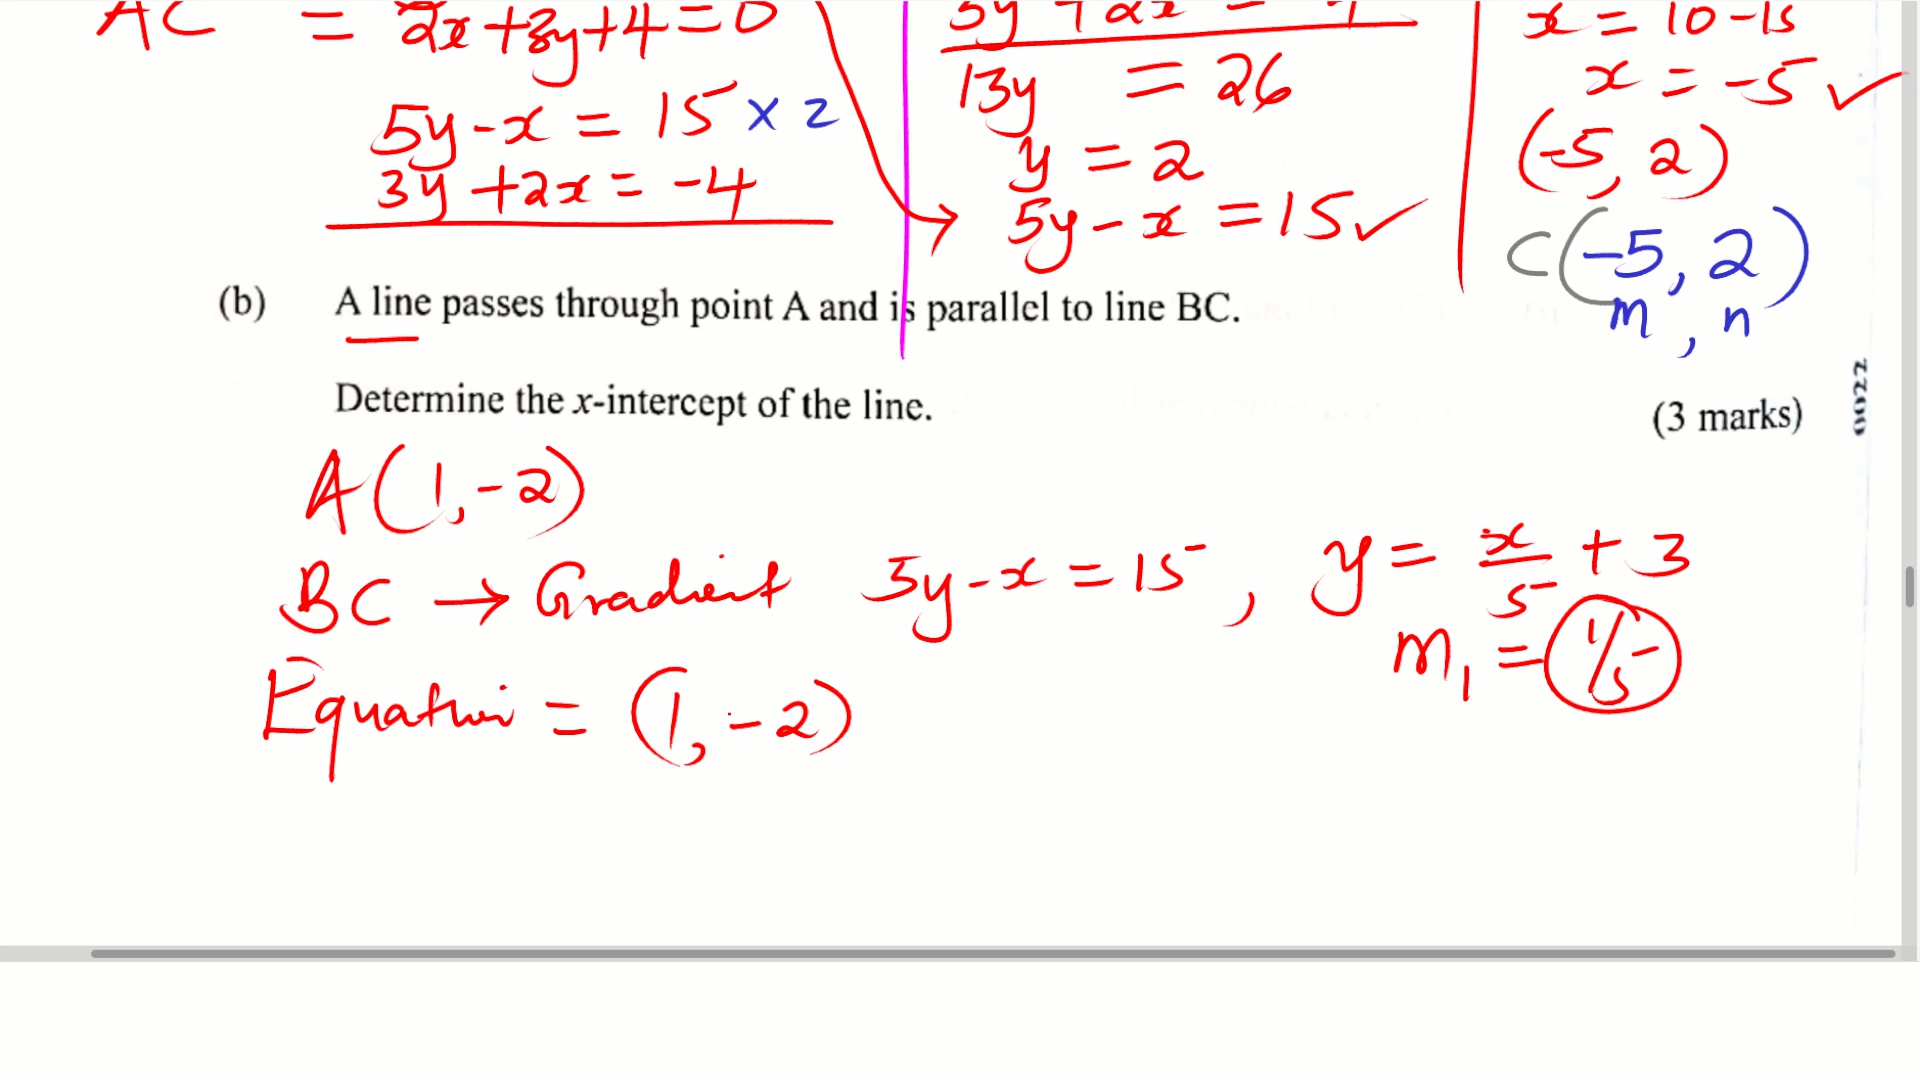 AC = 2x+3y+4=0
5y-x = 15 x 2
3y+2x = -4
13y = 26
y = 2
5y-x = 15 ✓
x = 10-15
x = -5 ✓
(-5, 2)
C(-5, 2)
m, n
(b) A line passes through point A and is parallel to line BC.
Determine the x-intercept of the line.
(3 marks)
0022
A(1,-2)
BC → Gradient 5y-x = 15, y = x/5 + 3
m₁ = 1/5
Equation = (1, -2)